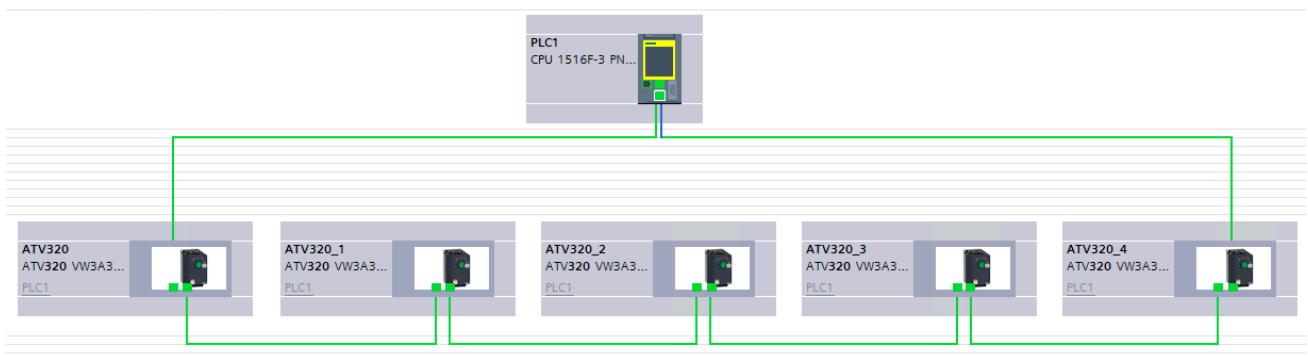 PLC1
CPU 1516F-3 PN...
ATV320
ATV320 VW3A3...
PLC1
ATV320_1
ATV320 VW3A3...
PLC1
ATV320_2
ATV320 VW3A3...
PLC1
ATV320_3
ATV320 VW3A3...
PLC1
ATV320_4
ATV320 VW3A3...
PLC1